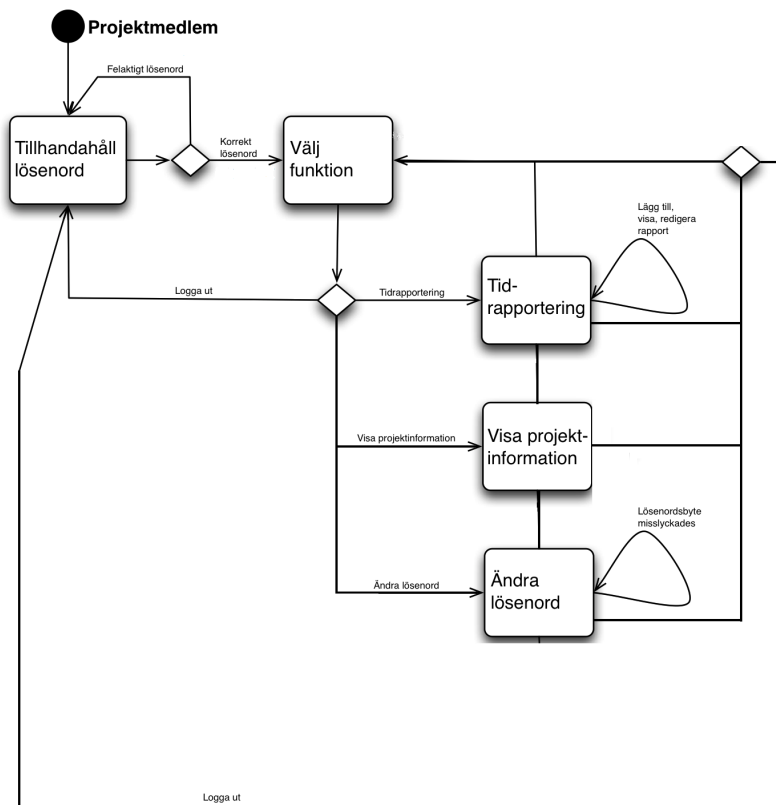 Projektmedlem
Felaktigt lösenord
Tillhandahåll
lösenord
Korrekt
lösenord
Välj
funktion
Lägg till,
visa, redigera
rapport
Logga ut
Tidrapportering
Tid-
rapportering
Visa projektinformation
Visa projekt-
information
Lösenordsbyte
misslyckades
Ändra lösenord
Ändra
lösenord
Logga ut